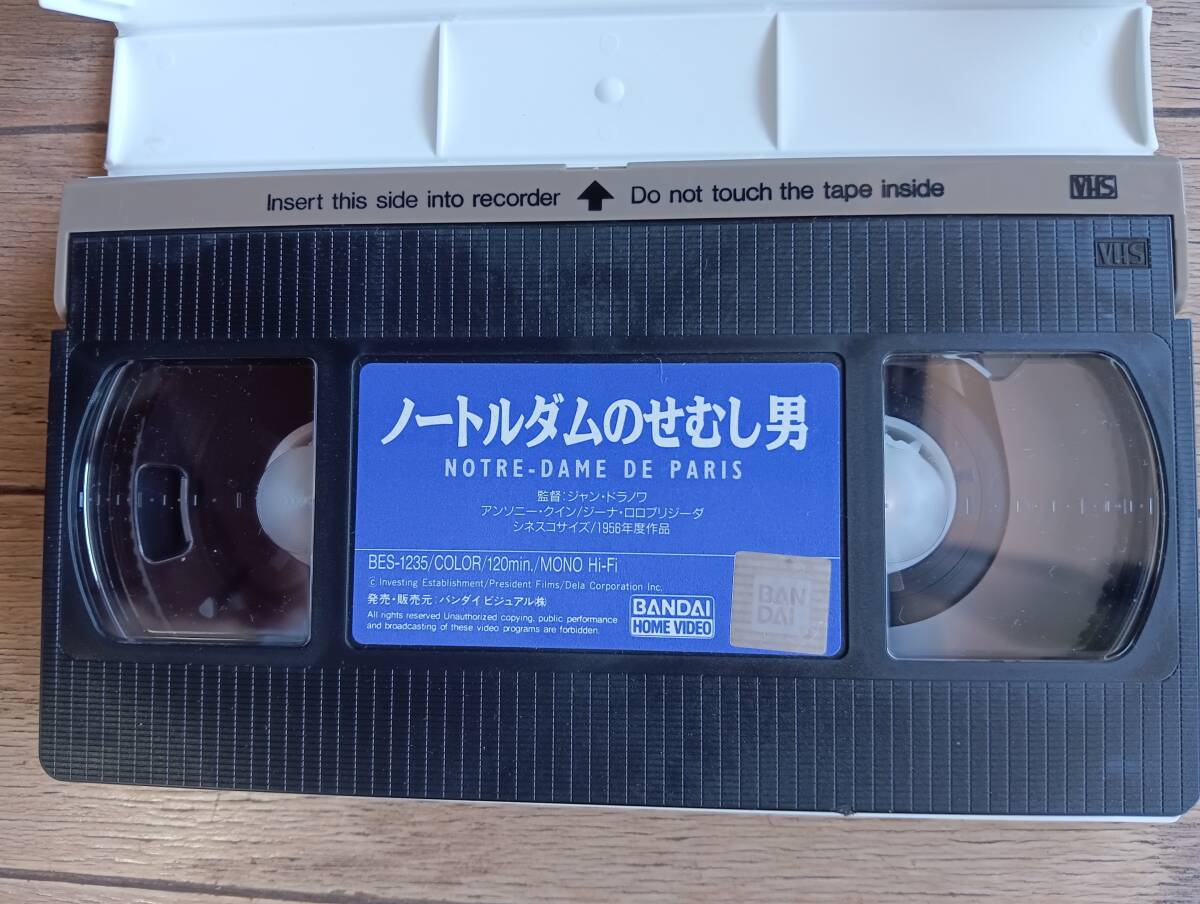 Insert this side into recorder ↑ Do not touch the tape inside VHS
VHS
ノートルダムのせむし男
NOTRE-DAME DE PARIS
監督:ジャン・ドラノワ
アンソニー・クイン/ジーナ・ロロブリジーダ
シネスコサイズ/1956年度作品
BES-1235/COLOR/120min./MONO Hi-Fi
© Investing Establishment/President Films/Dela Corporation Inc.
発売・販売元:バンダイビジュアル(株)
All rights reserved Unauthorized copying, public performance
and broadcasting of these video programs are forbidden.
BANDAI
HOME VIDEO
BAN
DAI